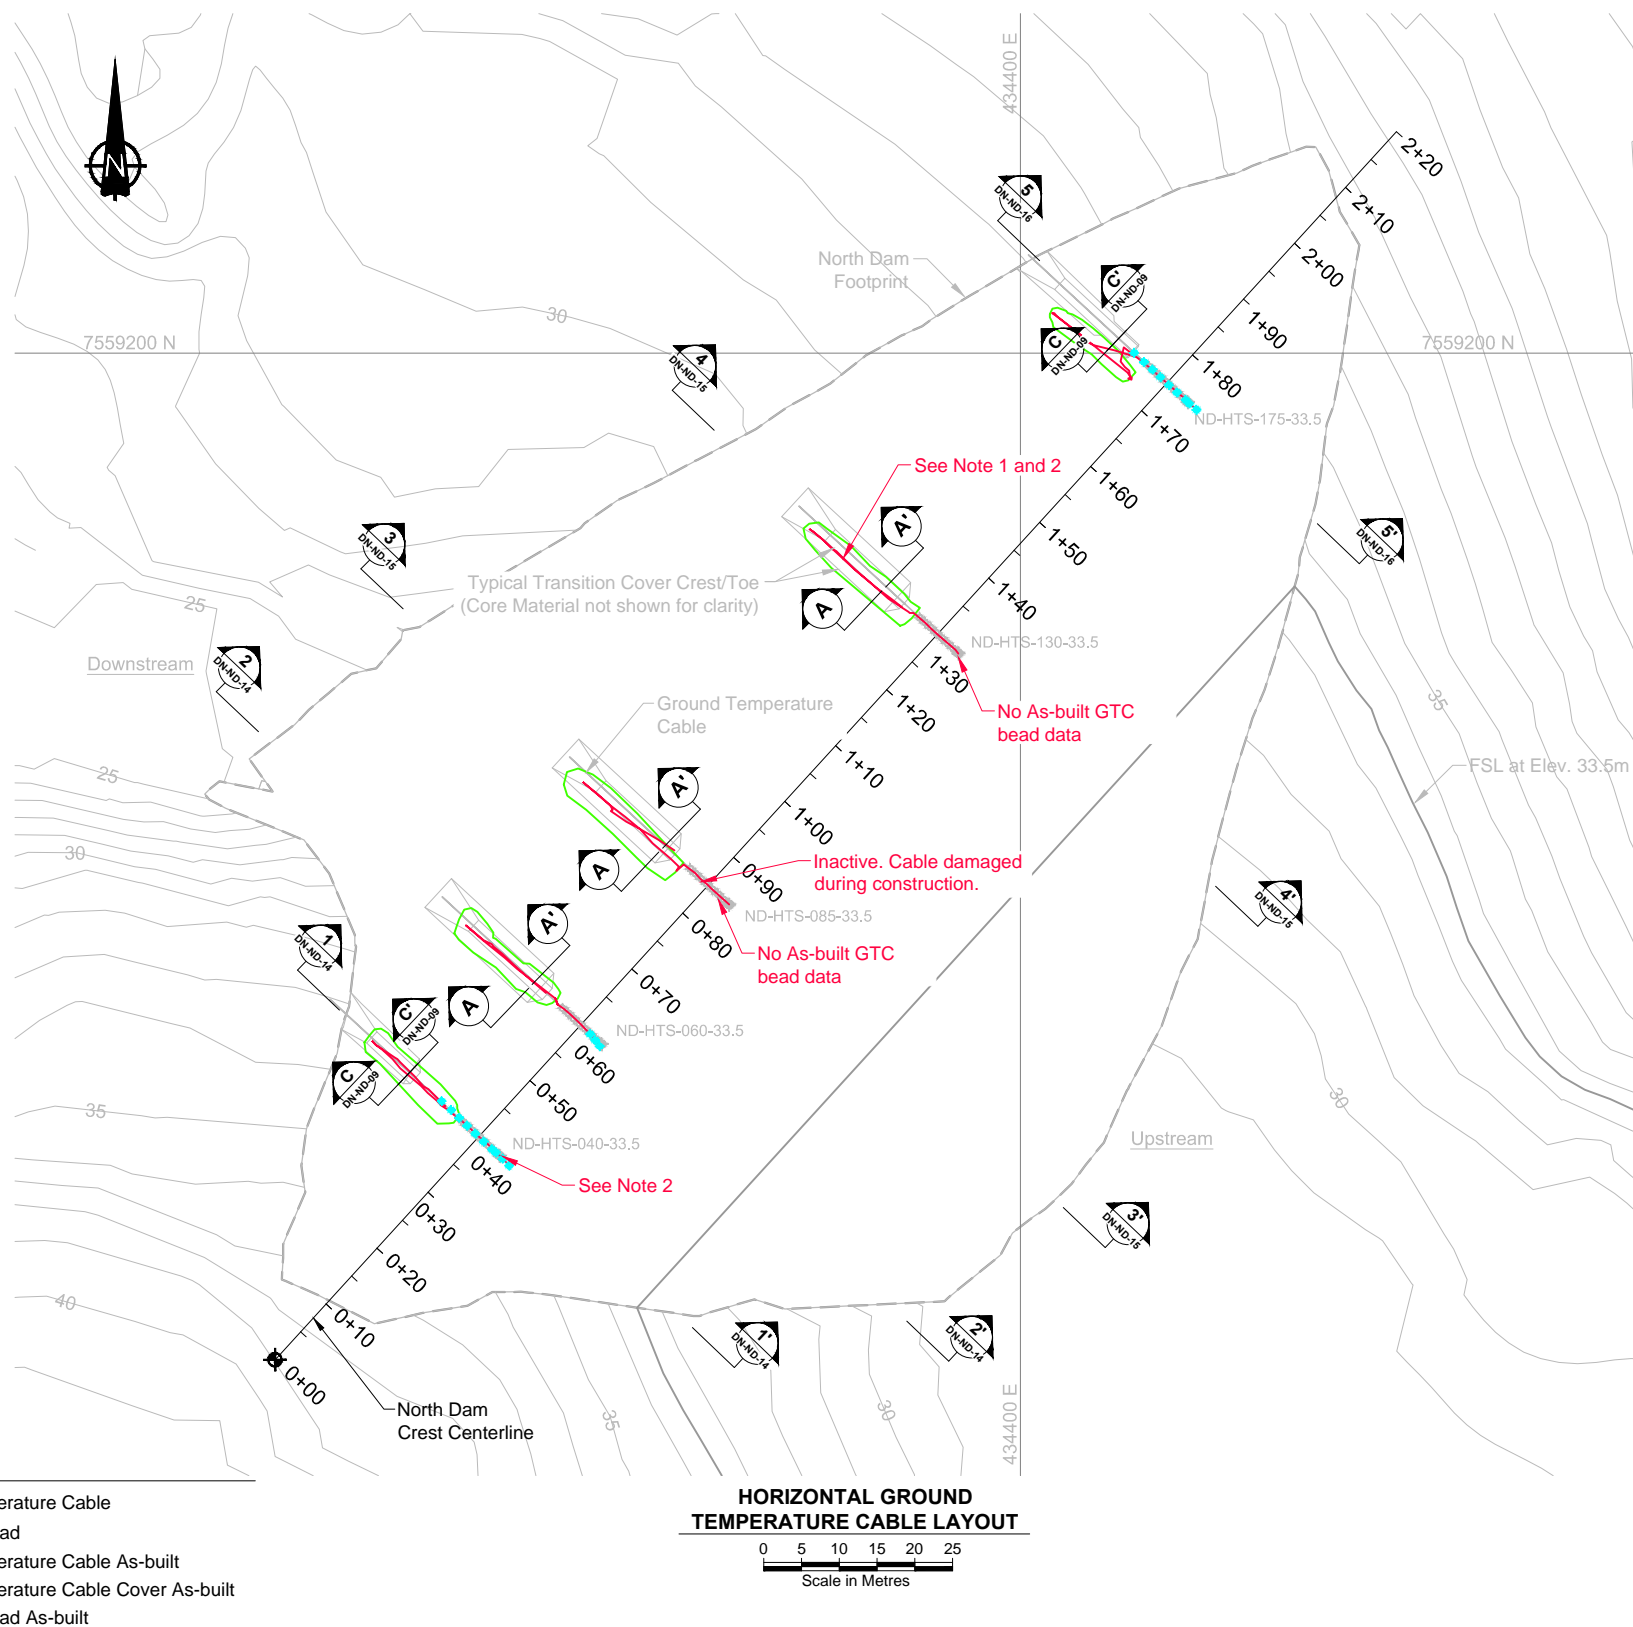 434400 E
N
2+20
2+10
2+00
1+90
1+80
1+70
1+60
1+50
1+40
1+30
1+20
1+10
1+00
0+90
0+80
0+70
0+60
0+50
0+40
0+30
0+20
0+10
0+00
5
DN-ND-16
North Dam
Footprint
C'
DN-ND-09
C
DN-ND-09
30
7559200 N
7559200 N
4
DN-ND-15
ND-HTS-175-33.5
See Note 1 and 2
A'
A
3
DN-ND-15
5'
DN-ND-16
Typical Transition Cover Crest/Toe
(Core Material not shown for clarity)
25
ND-HTS-130-33.5
Downstream
2
DN-ND-14
Ground Temperature
Cable
No As-built GTC
bead data
35
FSL at Elev. 33.5m
25
A'
A
30
Inactive. Cable damaged
during construction.
ND-HTS-085-33.5
4'
DN-ND-15
No As-built GTC
bead data
1
DN-ND-14
A'
A
C'
DN-ND-09
C
DN-ND-09
ND-HTS-060-33.5
35
30
ND-HTS-040-33.5
Upstream
See Note 2
3'
DN-ND-15
40
1'
DN-ND-14
2'
DN-ND-14
North Dam
Crest Centerline
35
30
434400 E
erature Cable
ad
erature Cable As-built
erature Cable Cover As-built
ad As-built
HORIZONTAL GROUND
TEMPERATURE CABLE LAYOUT
0 5 10 15 20 25
Scale in Metres